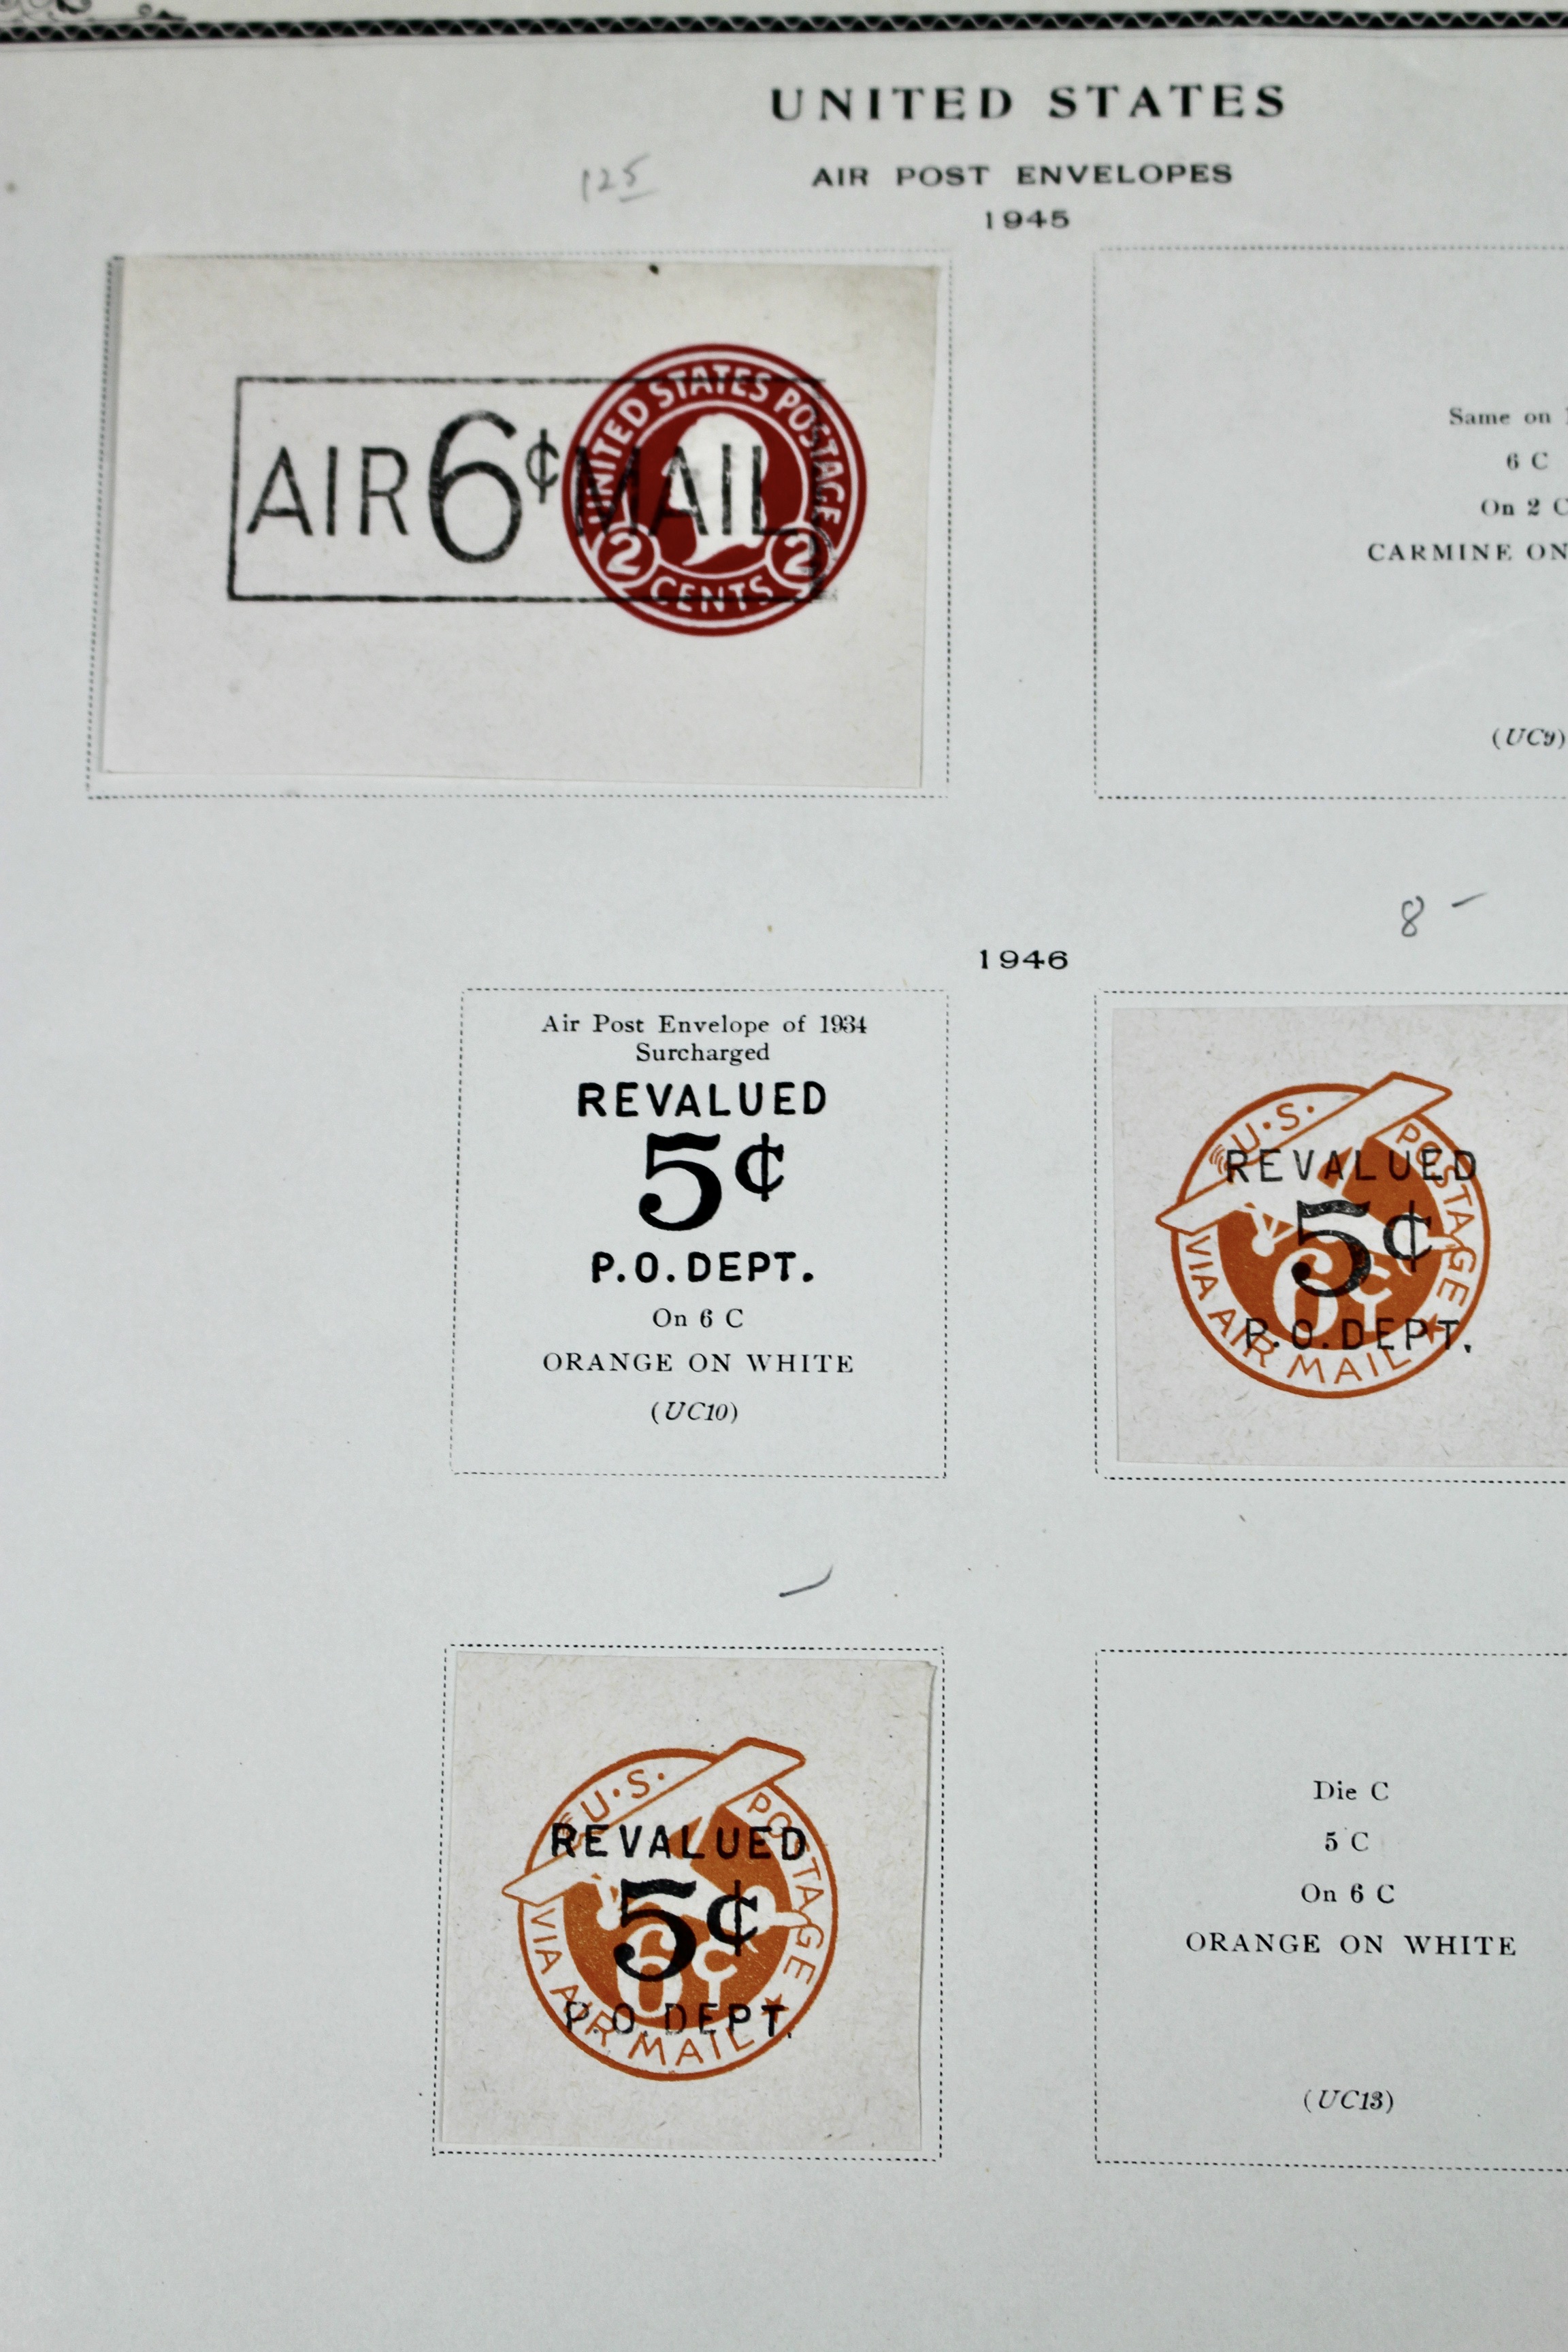 UNITED STATES
AIR POST ENVELOPES
125
1945
AIR 6¢ MAIL
UNITED STATES POSTAGE
2 CENTS 2
Same on
6 C
On 2 C
CARMINE ON
(UC9)
8 -
1946
Air Post Envelope of 1934
Surcharged
REVALUED
5¢
P.O. DEPT.
On 6 C
ORANGE ON WHITE
(UC10)
U.S. POSTAGE
REVALUED
5¢
6¢
P.O. DEPT.
VIA AIR MAIL
U.S. POSTAGE
REVALUED
5¢
6¢
P.O. DEPT.
VIA AIR MAIL
Die C
5 C
On 6 C
ORANGE ON WHITE
(UC13)